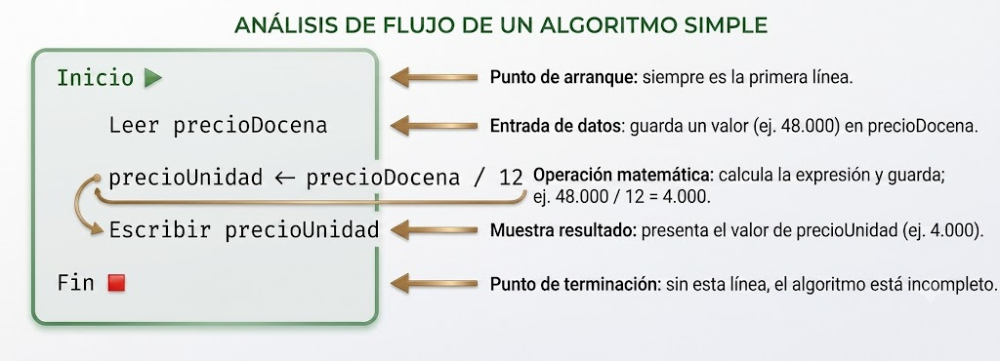 ANÁLISIS DE FLUJO DE UN ALGORITMO SIMPLE
Inicio
Punto de arranque: siempre es la primera línea.
Leer precioDocena
Entrada de datos: guarda un valor (ej. 48.000) en precioDocena.
precioUnidad ← precioDocena / 12
Operación matemática: calcula la expresión y guarda;
ej. 48.000 / 12 = 4.000.
Escribir precioUnidad
Muestra resultado: presenta el valor de precioUnidad (ej. 4.000).
Fin
Punto de terminación: sin esta línea, el algoritmo está incompleto.